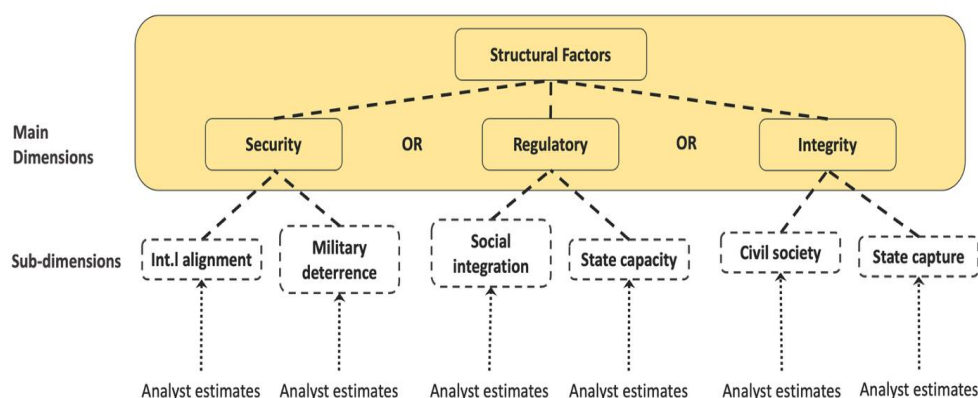 Structural Factors
Main
Dimensions
Security
OR
Regulatory
OR
Integrity
Sub-dimensions
Int.l alignment
Military
deterrence
Social
integration
State capacity
Civil society
State capture
Analyst estimates
Analyst estimates
Analyst estimates
Analyst estimates
Analyst estimates
Analyst estimates